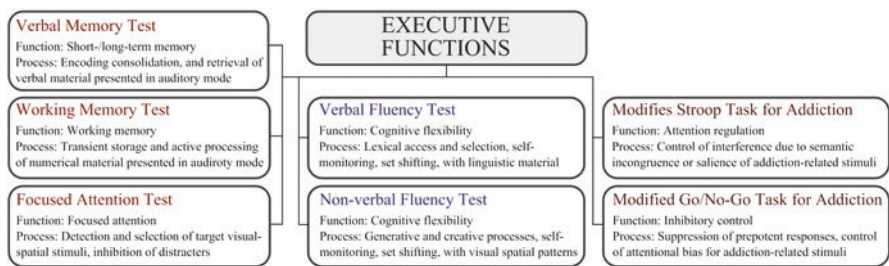 EXECUTIVE
FUNCTIONS
Verbal Memory Test
Function: Short-/long-term memory
Process: Encoding consolidation, and retrieval of
verbal material presented in auditory mode
Working Memory Test
Function: Working memory
Process: Transient storage and active processing
of numerical material presented in audiroty mode
Focused Attention Test
Function: Focused attention
Process: Detection and selection of target visual-
spatial stimuli, inhibition of distracters
Verbal Fluency Test
Function: Cognitive flexibility
Process: Lexical access and selection, self-
monitoring, set shifting, with linguistic material
Non-verbal Fluency Test
Function: Cognitive flexibility
Process: Generative and creative processes, self-
monitoring, set shifting, with visual spatial patterns
Modifies Stroop Task for Addiction
Function: Attention regulation
Process: Control of interference due to semantic
incongruence or salience of addiction-related stimuli
Modified Go/No-Go Task for Addiction
Function: Inhibitory control
Process: Suppression of prepotent responses, control
of attentional bias for addiction-related stimuli